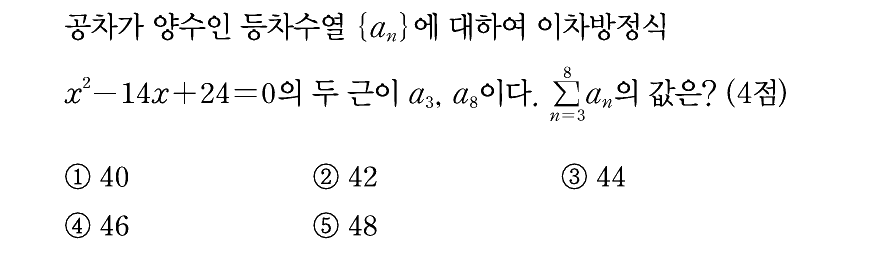 공차가 양수인 등차수열 {aₙ}에 대하여 이차방정식
x²−14x+24=0의 두 근이 a₃, a₈이다. ∑ₙ₌₃⁸ aₙ의 값은? (4점)
① 40 ② 42 ③ 44
④ 46 ⑤ 48